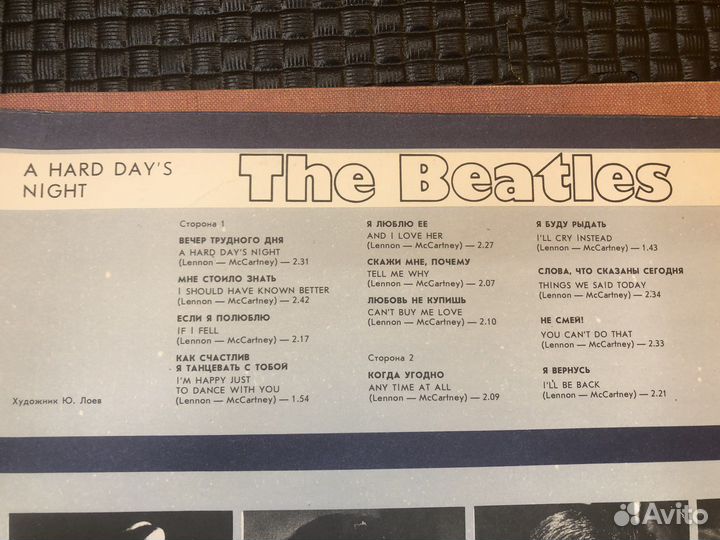 A HARD DAY'S
NIGHT
The Beatles
Сторона 1
ВЕЧЕР ТРУДНОГО ДНЯ
A HARD DAY'S NIGHT
(Lennon — McCartney) — 2.31
МНЕ СТОИЛО ЗНАТЬ
I SHOULD HAVE KNOWN BETTER
(Lennon — McCartney) — 2.42
ЕСЛИ Я ПОЛЮБЛЮ
IF I FELL
(Lennon — McCartney) — 2.17
КАК СЧАСТЛИВ
Я ТАНЦЕВАТЬ С ТОБОЙ
I'M HAPPY JUST
TO DANCE WITH YOU
(Lennon — McCartney) — 1.54
Я ЛЮБЛЮ ЕЕ
AND I LOVE HER
(Lennon — McCartney) — 2.27
СКАЖИ МНЕ, ПОЧЕМУ
TELL ME WHY
(Lennon — McCartney) — 2.07
ЛЮБОВЬ НЕ КУПИШЬ
CAN'T BUY ME LOVE
(Lennon — McCartney) — 2.10
Сторона 2
КОГДА УГОДНО
ANY TIME AT ALL
(Lennon — McCartney) — 2.09
Я БУДУ РЫДАТЬ
I'LL CRY INSTEAD
(Lennon — McCartney) — 1.43
СЛОВА, ЧТО СКАЗАНЫ СЕГОДНЯ
THINGS WE SAID TODAY
(Lennon — McCartney) — 2.34
НЕ СМЕЙ!
YOU CAN'T DO THAT
(Lennon — McCartney) — 2.33
Я ВЕРНУСЬ
I'LL BE BACK
(Lennon — McCartney) — 2.21
Художник Ю. Лоев
Avito